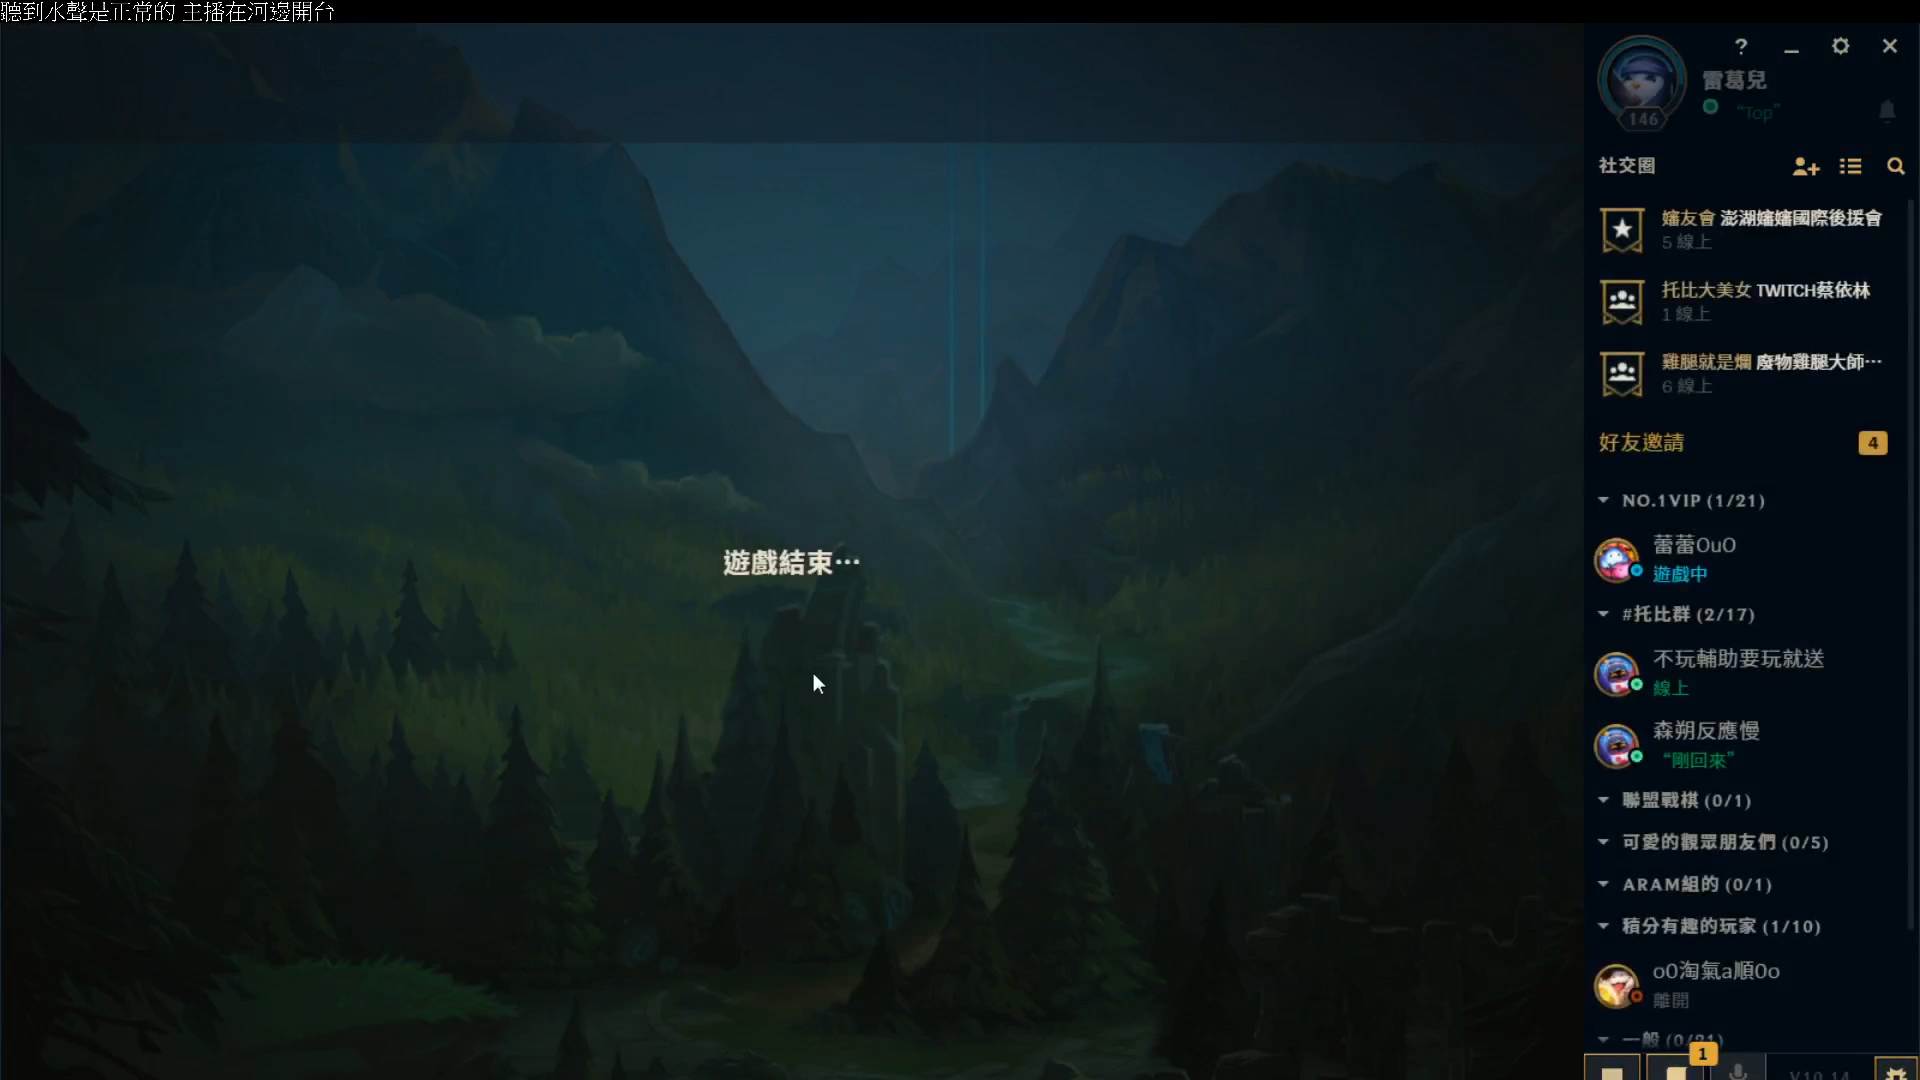 聽到水聲是正常的 主播在河邊開台
?
雷葛兒
“Top”
146
社交圈
嬸友會 澎湖嬸嬸國際後援會
5 線上
托比大美女 TWITCH蔡依林
1 線上
雞腿就是爛 廢物雞腿大師…
6 線上
好友邀請
4
NO.1VIP (1/21)
蕾蕾OuO
遊戲中
#托比群 (2/17)
遊戲結束…
不玩輔助要玩就送
線上
森朔反應慢
“剛回來”
聯盟戰棋 (0/1)
可愛的觀眾朋友們 (0/5)
ARAM組的 (0/1)
積分有趣的玩家 (1/10)
oO淘氣a順Oo
離開
一般 (0/21)
1
V10.14